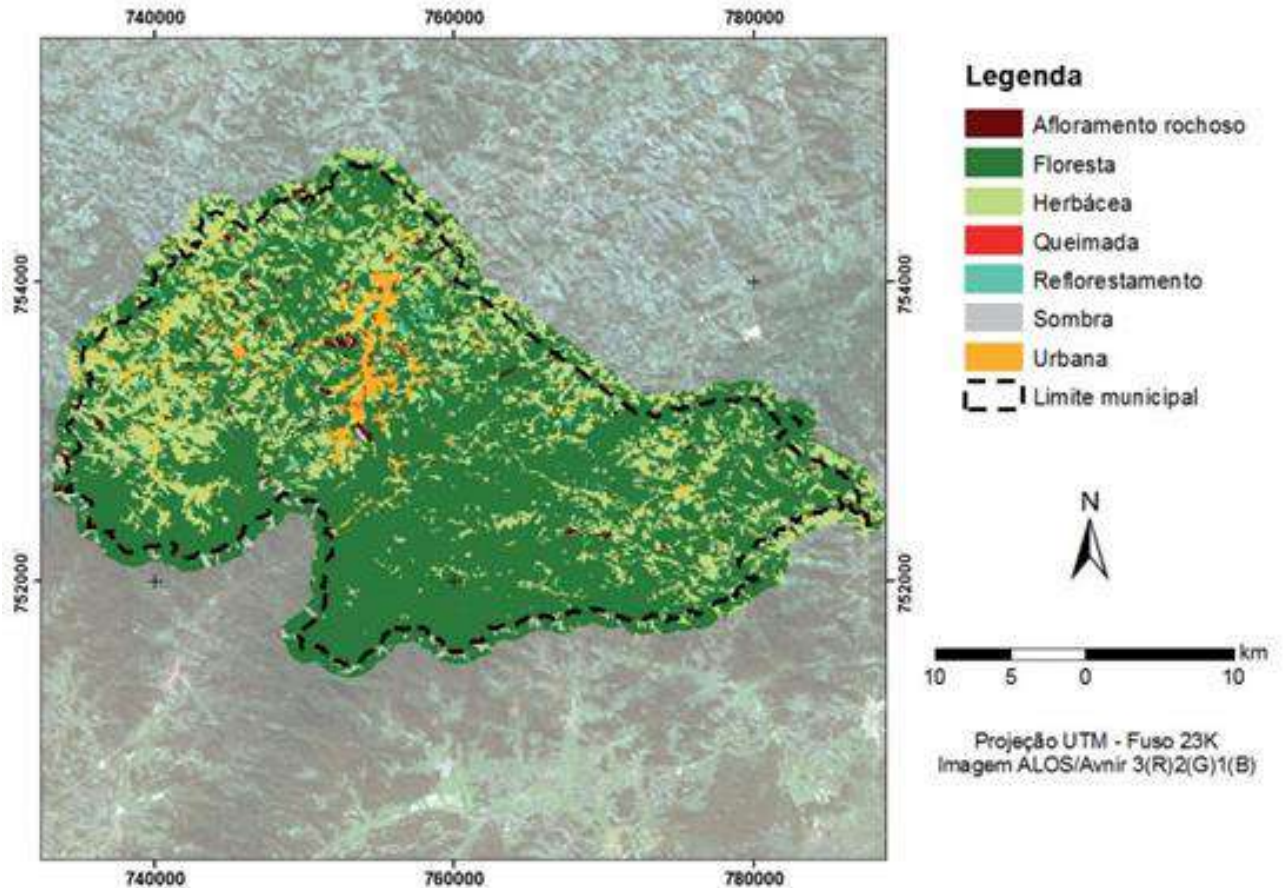 740000 760000 780000
754000
752000
754000
752000
740000 760000 780000
Legenda
Afloramento rochoso
Floresta
Herbácea
Queimada
Reflorestamento
Sombra
Urbana
Limite municipal
N
km
10 5 0 10
Projeção UTM - Fuso 23K
Imagem ALOS/Avnir 3(R)2(G)1(B)